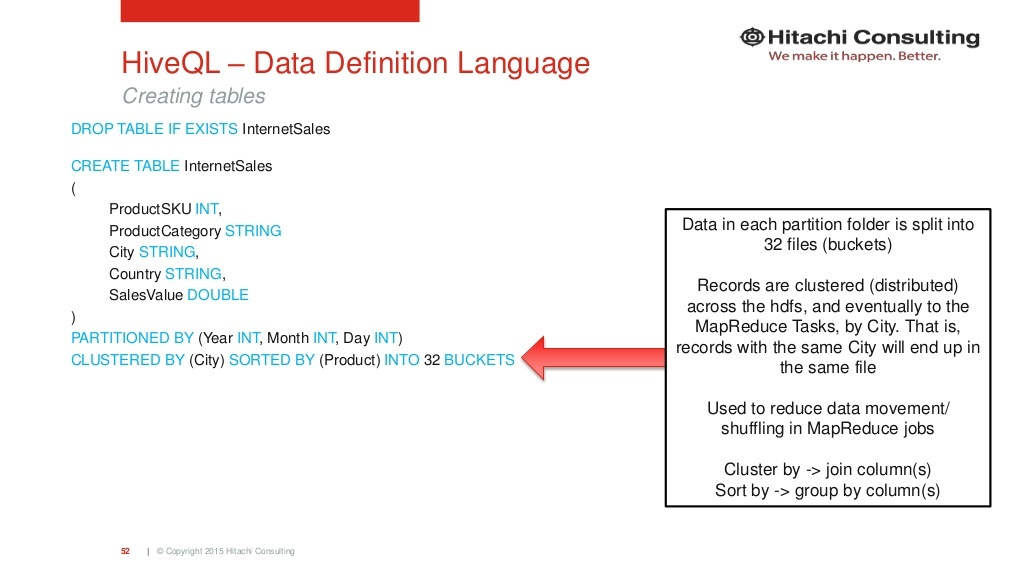 Hitachi Consulting
We make it happen. Better.
HiveQL – Data Definition Language
Creating tables
DROP TABLE IF EXISTS InternetSales
CREATE TABLE InternetSales
(
ProductSKU INT,
ProductCategory STRING
City STRING,
Country STRING,
SalesValue DOUBLE
)
PARTITIONED BY (Year INT, Month INT, Day INT)
CLUSTERED BY (City) SORTED BY (Product) INTO 32 BUCKETS
Data in each partition folder is split into
32 files (buckets)
Records are clustered (distributed)
across the hdfs, and eventually to the
MapReduce Tasks, by City. That is,
records with the same City will end up in
the same file
Used to reduce data movement/
shuffling in MapReduce jobs
Cluster by -> join column(s)
Sort by -> group by column(s)
52 | © Copyright 2015 Hitachi Consulting